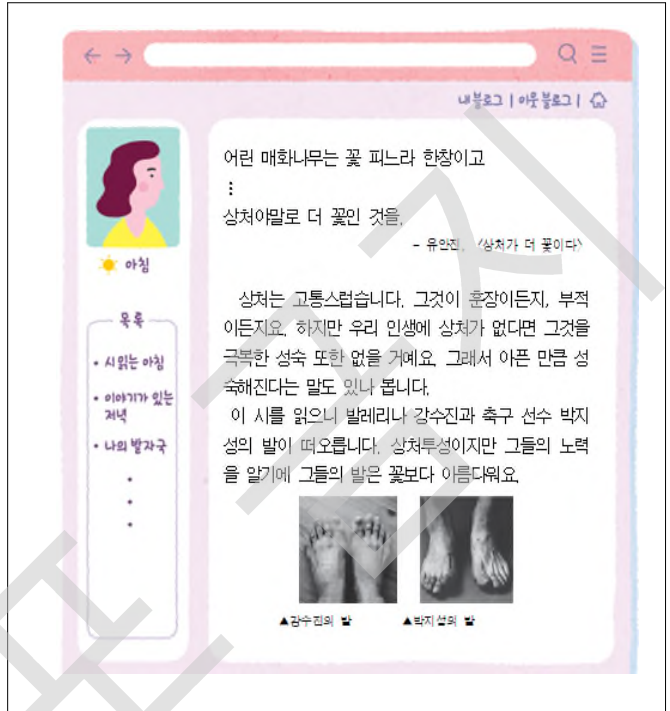 내 블로그 | 이웃 블로그 |
어린 매화나무는 꽃 피느라 한창이고
⋮
상처야말로 더 꽃인 것을.
- 유안진, 〈상처가 더 꽃이다〉
아침
목록
• 시 읽는 아침
• 이야기가 있는
저녁
• 나의 발자국
상처는 고통스럽습니다. 그것이 훈장이든지, 부적
이든지요. 하지만 우리 인생에 상처가 없다면 그것을
극복한 성숙 또한 없을 거예요. 그래서 아픈 만큼 성
숙해진다는 말도 있나 봅니다.
이 시를 읽으니 발레리나 강수진과 축구 선수 박지
성의 발이 떠오릅니다. 상처투성이지만 그들의 노력
을 알기에 그들의 발은 꽃보다 아름다워요.
▲강수진의 발
▲박지성의 발